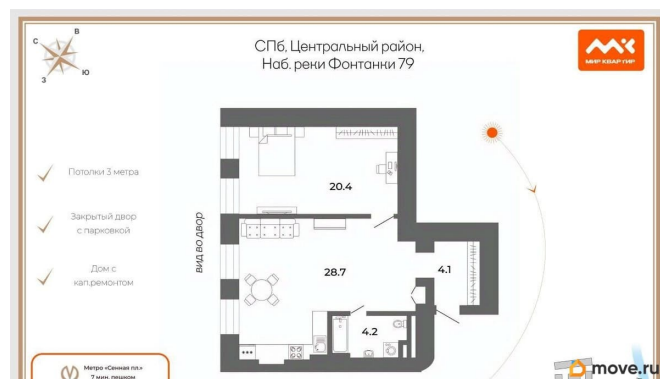 СПб, Центральный район,
Наб. реки Фонтанки 79
МИР КВАРТИР
С
В
З
Ю
Потолки 3 метра
Закрытый двор
с парковкой
Дом с
кап.ремонтом
вид во двор
20.4
28.7
4.1
4.2
Метро «Сенная пл.»
7 мин. пешком
move.ru